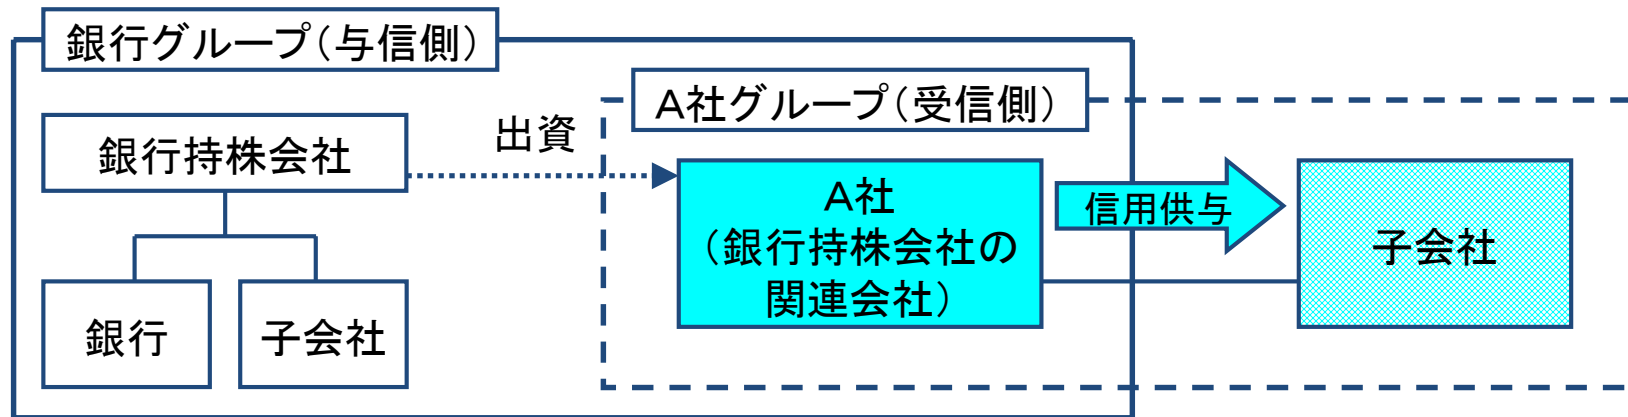 銀行グループ（与信側）
A社グループ（受信側）
銀行持株会社
出資
A社
（銀行持株会社の
関連会社）
信用供与
子会社
銀行
子会社